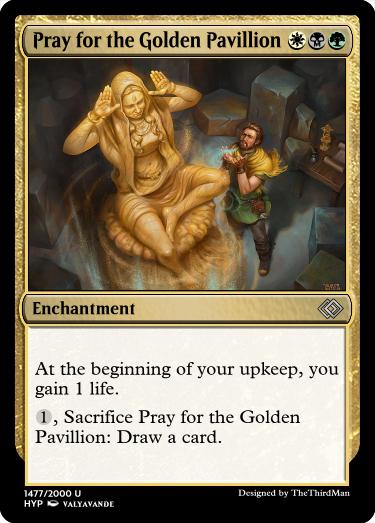 Pray for the Golden Pavillion
Enchantment
At the beginning of your upkeep, you
gain 1 life.
1, Sacrifice Pray for the Golden
Pavillion: Draw a card.
1477/2000 U
HYP VALYAVANDE
Designed by TheThirdMan